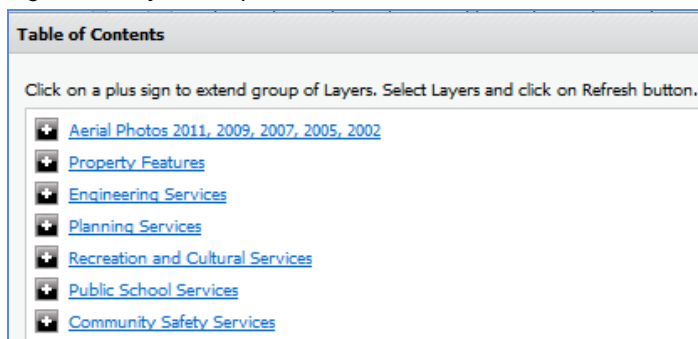 Table of Contents
Click on a plus sign to extend group of Layers. Select Layers and click on Refresh button.
Aerial Photos 2011, 2009, 2007, 2005, 2002
Property Features
Engineering Services
Planning Services
Recreation and Cultural Services
Public School Services
Community Safety Services